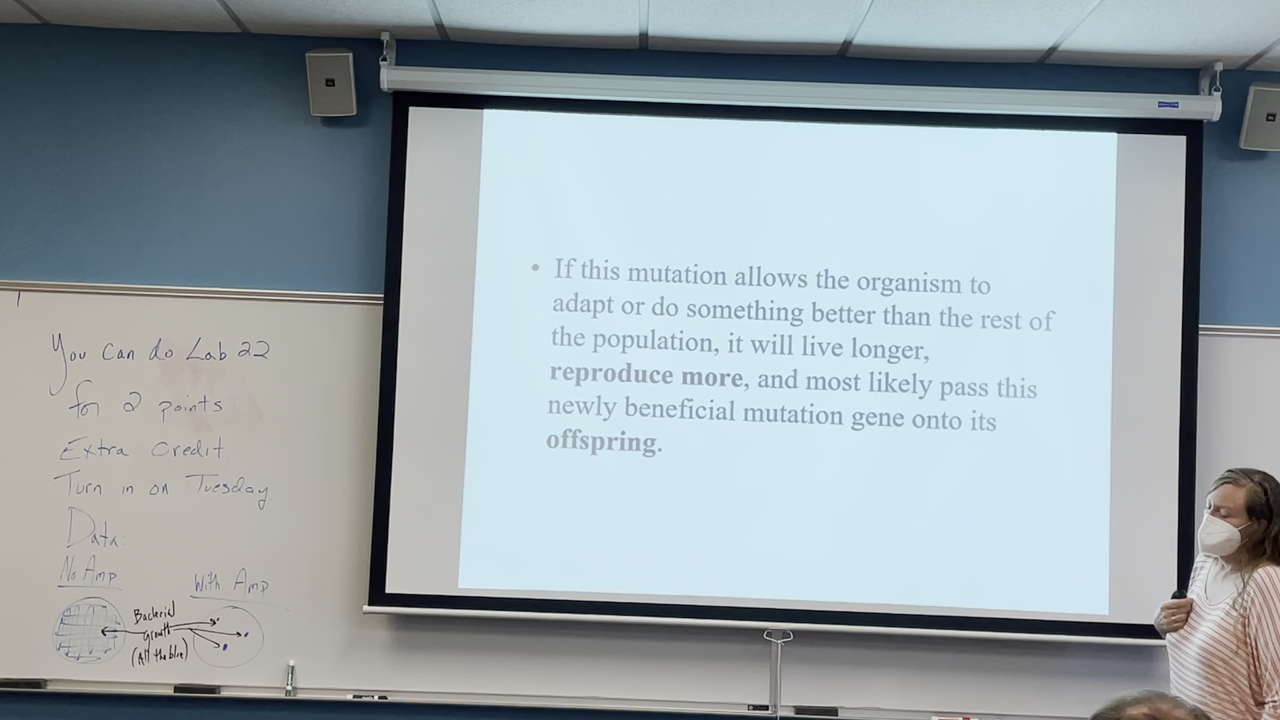 You can do Lab 22
for 2 points
Extra Credit
Turn in on Tuesday
Data:
No Amp
With Amp
Bacterial
Growth
(All the blue)
• If this mutation allows the organism to
adapt or do something better than the rest of
the population, it will live longer,
reproduce more, and most likely pass this
newly beneficial mutation gene onto its
offspring.